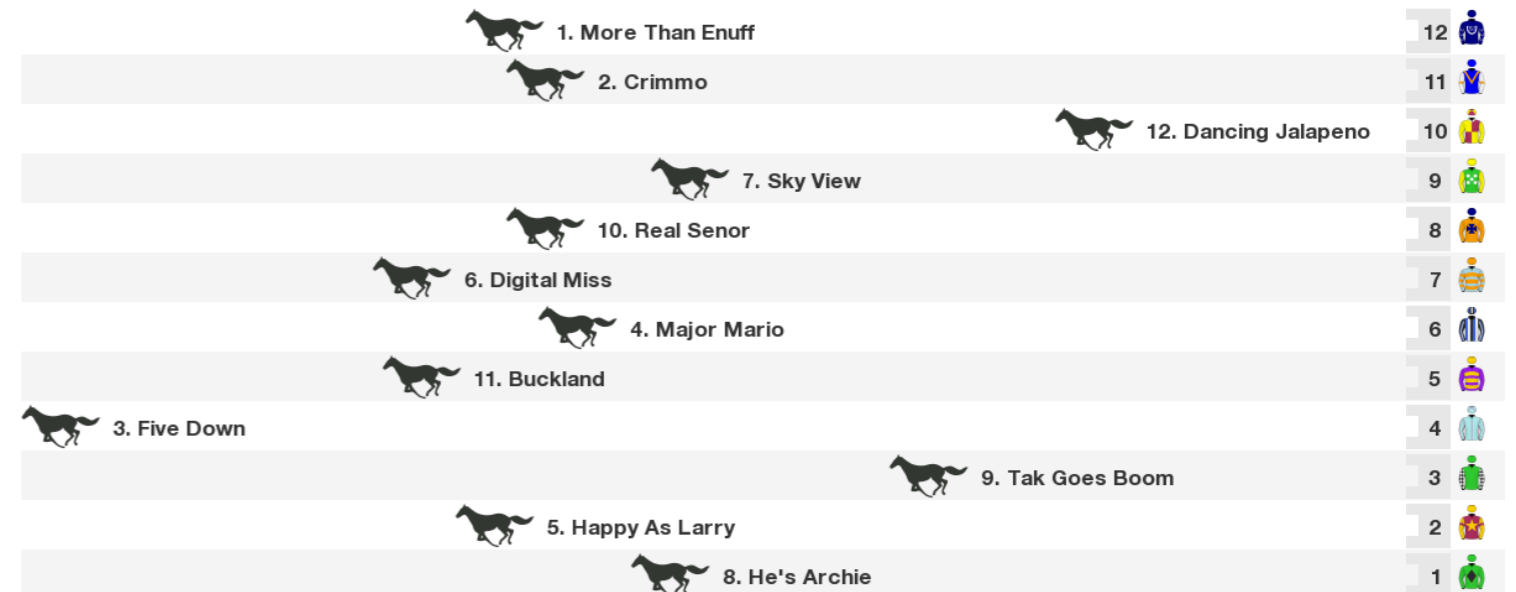 1. More Than Enuff 12
2. Crimmo 11
12. Dancing Jalapeno 10
7. Sky View 9
10. Real Senor 8
6. Digital Miss 7
4. Major Mario 6
11. Buckland 5
3. Five Down 4
9. Tak Goes Boom 3
5. Happy As Larry 2
8. He's Archie 1